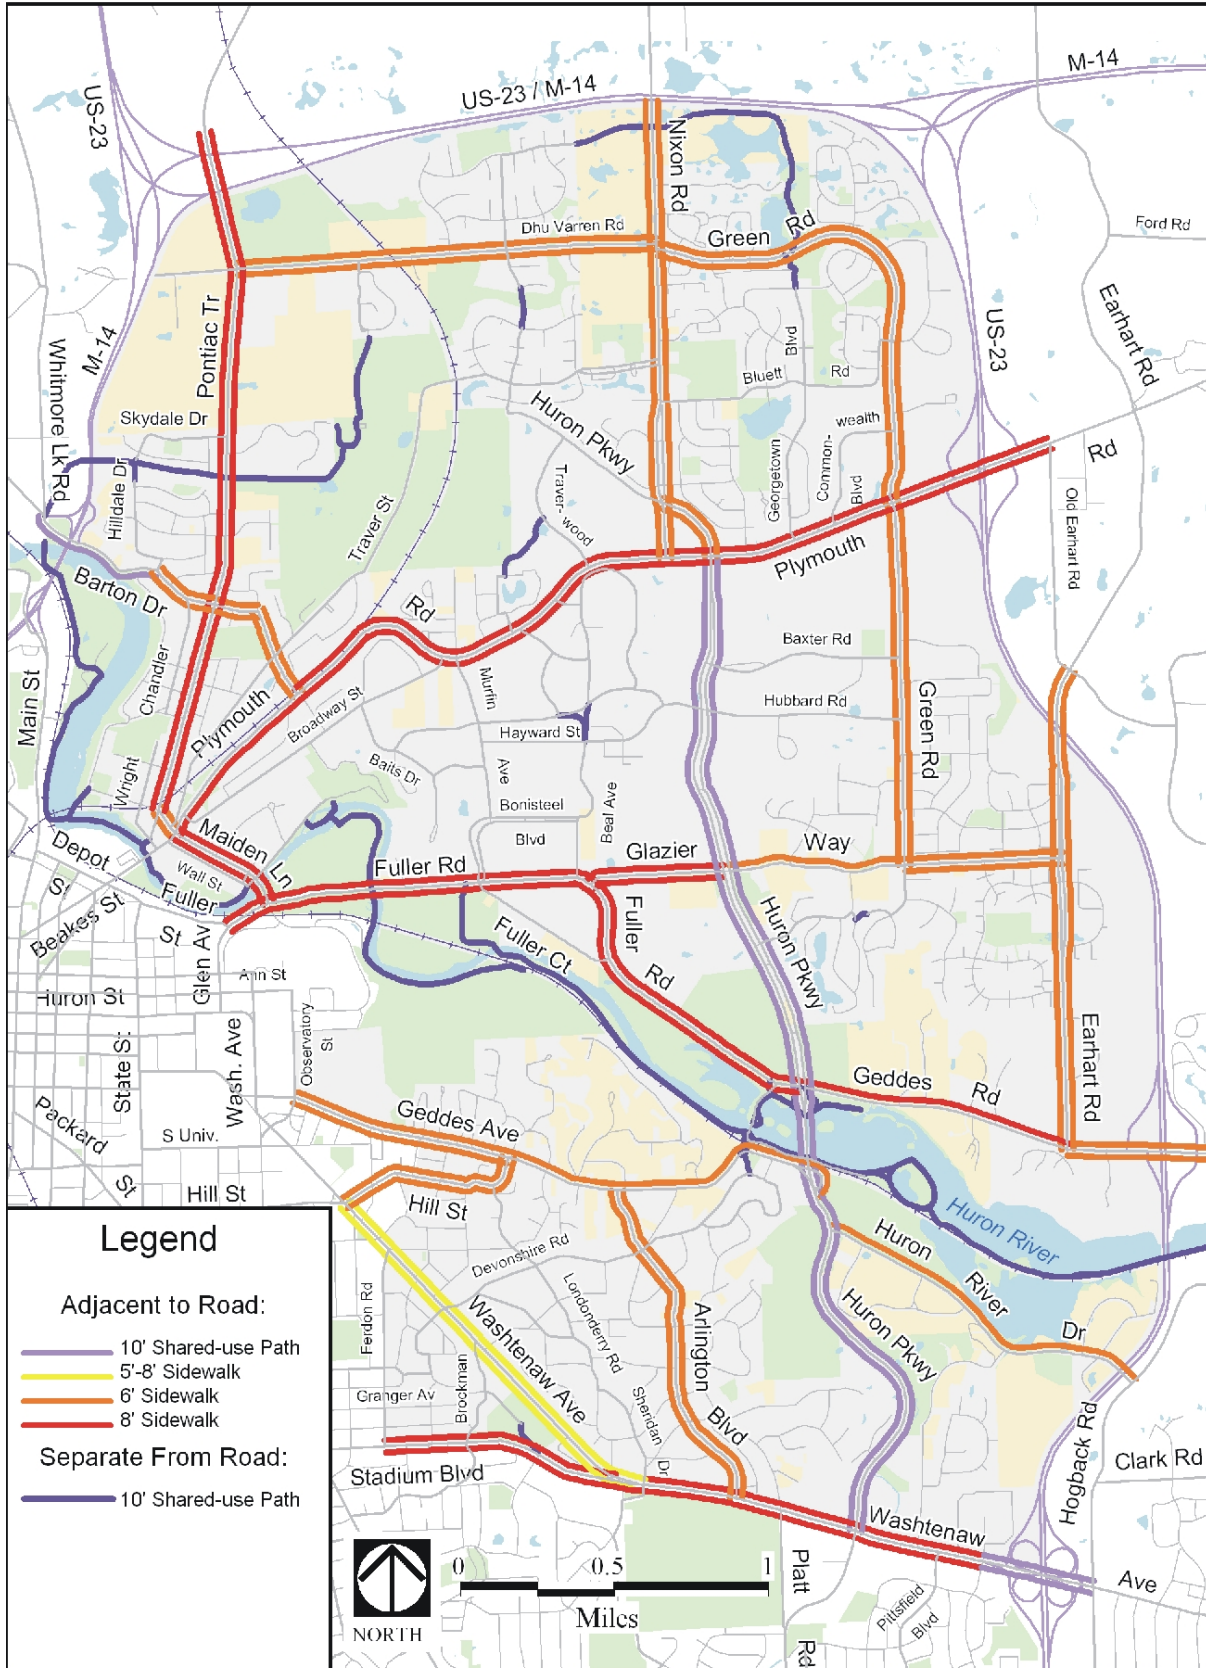 M-14
US-23 / M-14
US-23
Nixon Rd
Dhu Varren Rd
Green Rd
Ford Rd
Pontiac Tr
M-14
US-23
Earhart Rd
Whitmore Lk Rd
Skydale Dr
Hilldale Dr
Huron Pkwy
Blvd
Bluett Rd
Georgetown
Common-
wealth
Blvd
Rd
Old Earhart Rd
Traver-
wood
Traver St
Plymouth
Barton Dr
Rd
Baxter Rd
Main St
Chandler
Plymouth
Broadway St
Murfin
Hubbard Rd
Green Rd
Hayward St
Wright
Baits Dr
Ave
Bonisteel
Blvd
Beal Ave
Maiden Ln
Depot
St
Wall St
Fuller
St
Fuller Rd
Glazier
Way
Beakes St
Glen Av
Fuller
Rd
Fuller Ct
Huron Pkwy
Ann St
Huron St
State St
Wash. Ave
Observatory
St
Geddes
Rd
Earhart Rd
Packard
St
S Univ.
Geddes Ave
Hill St
Hill St
Huron River
Huron
River
Dr
Devonshire Rd
Londonderry Rd
Ferdon Rd
Washtenaw Ave
Arlington
Blvd
Huron Pkwy
Granger Av
Brockman
Sheridan
Dr
Stadium Blvd
Hogback Rd
Clark Rd
Washtenaw
Ave
Platt
Rd
Pittsfield
Blvd
Legend
Adjacent to Road:
10' Shared-use Path
5'-8' Sidewalk
6' Sidewalk
8' Sidewalk
Separate From Road:
10' Shared-use Path
NORTH
0 0.5 1
Miles